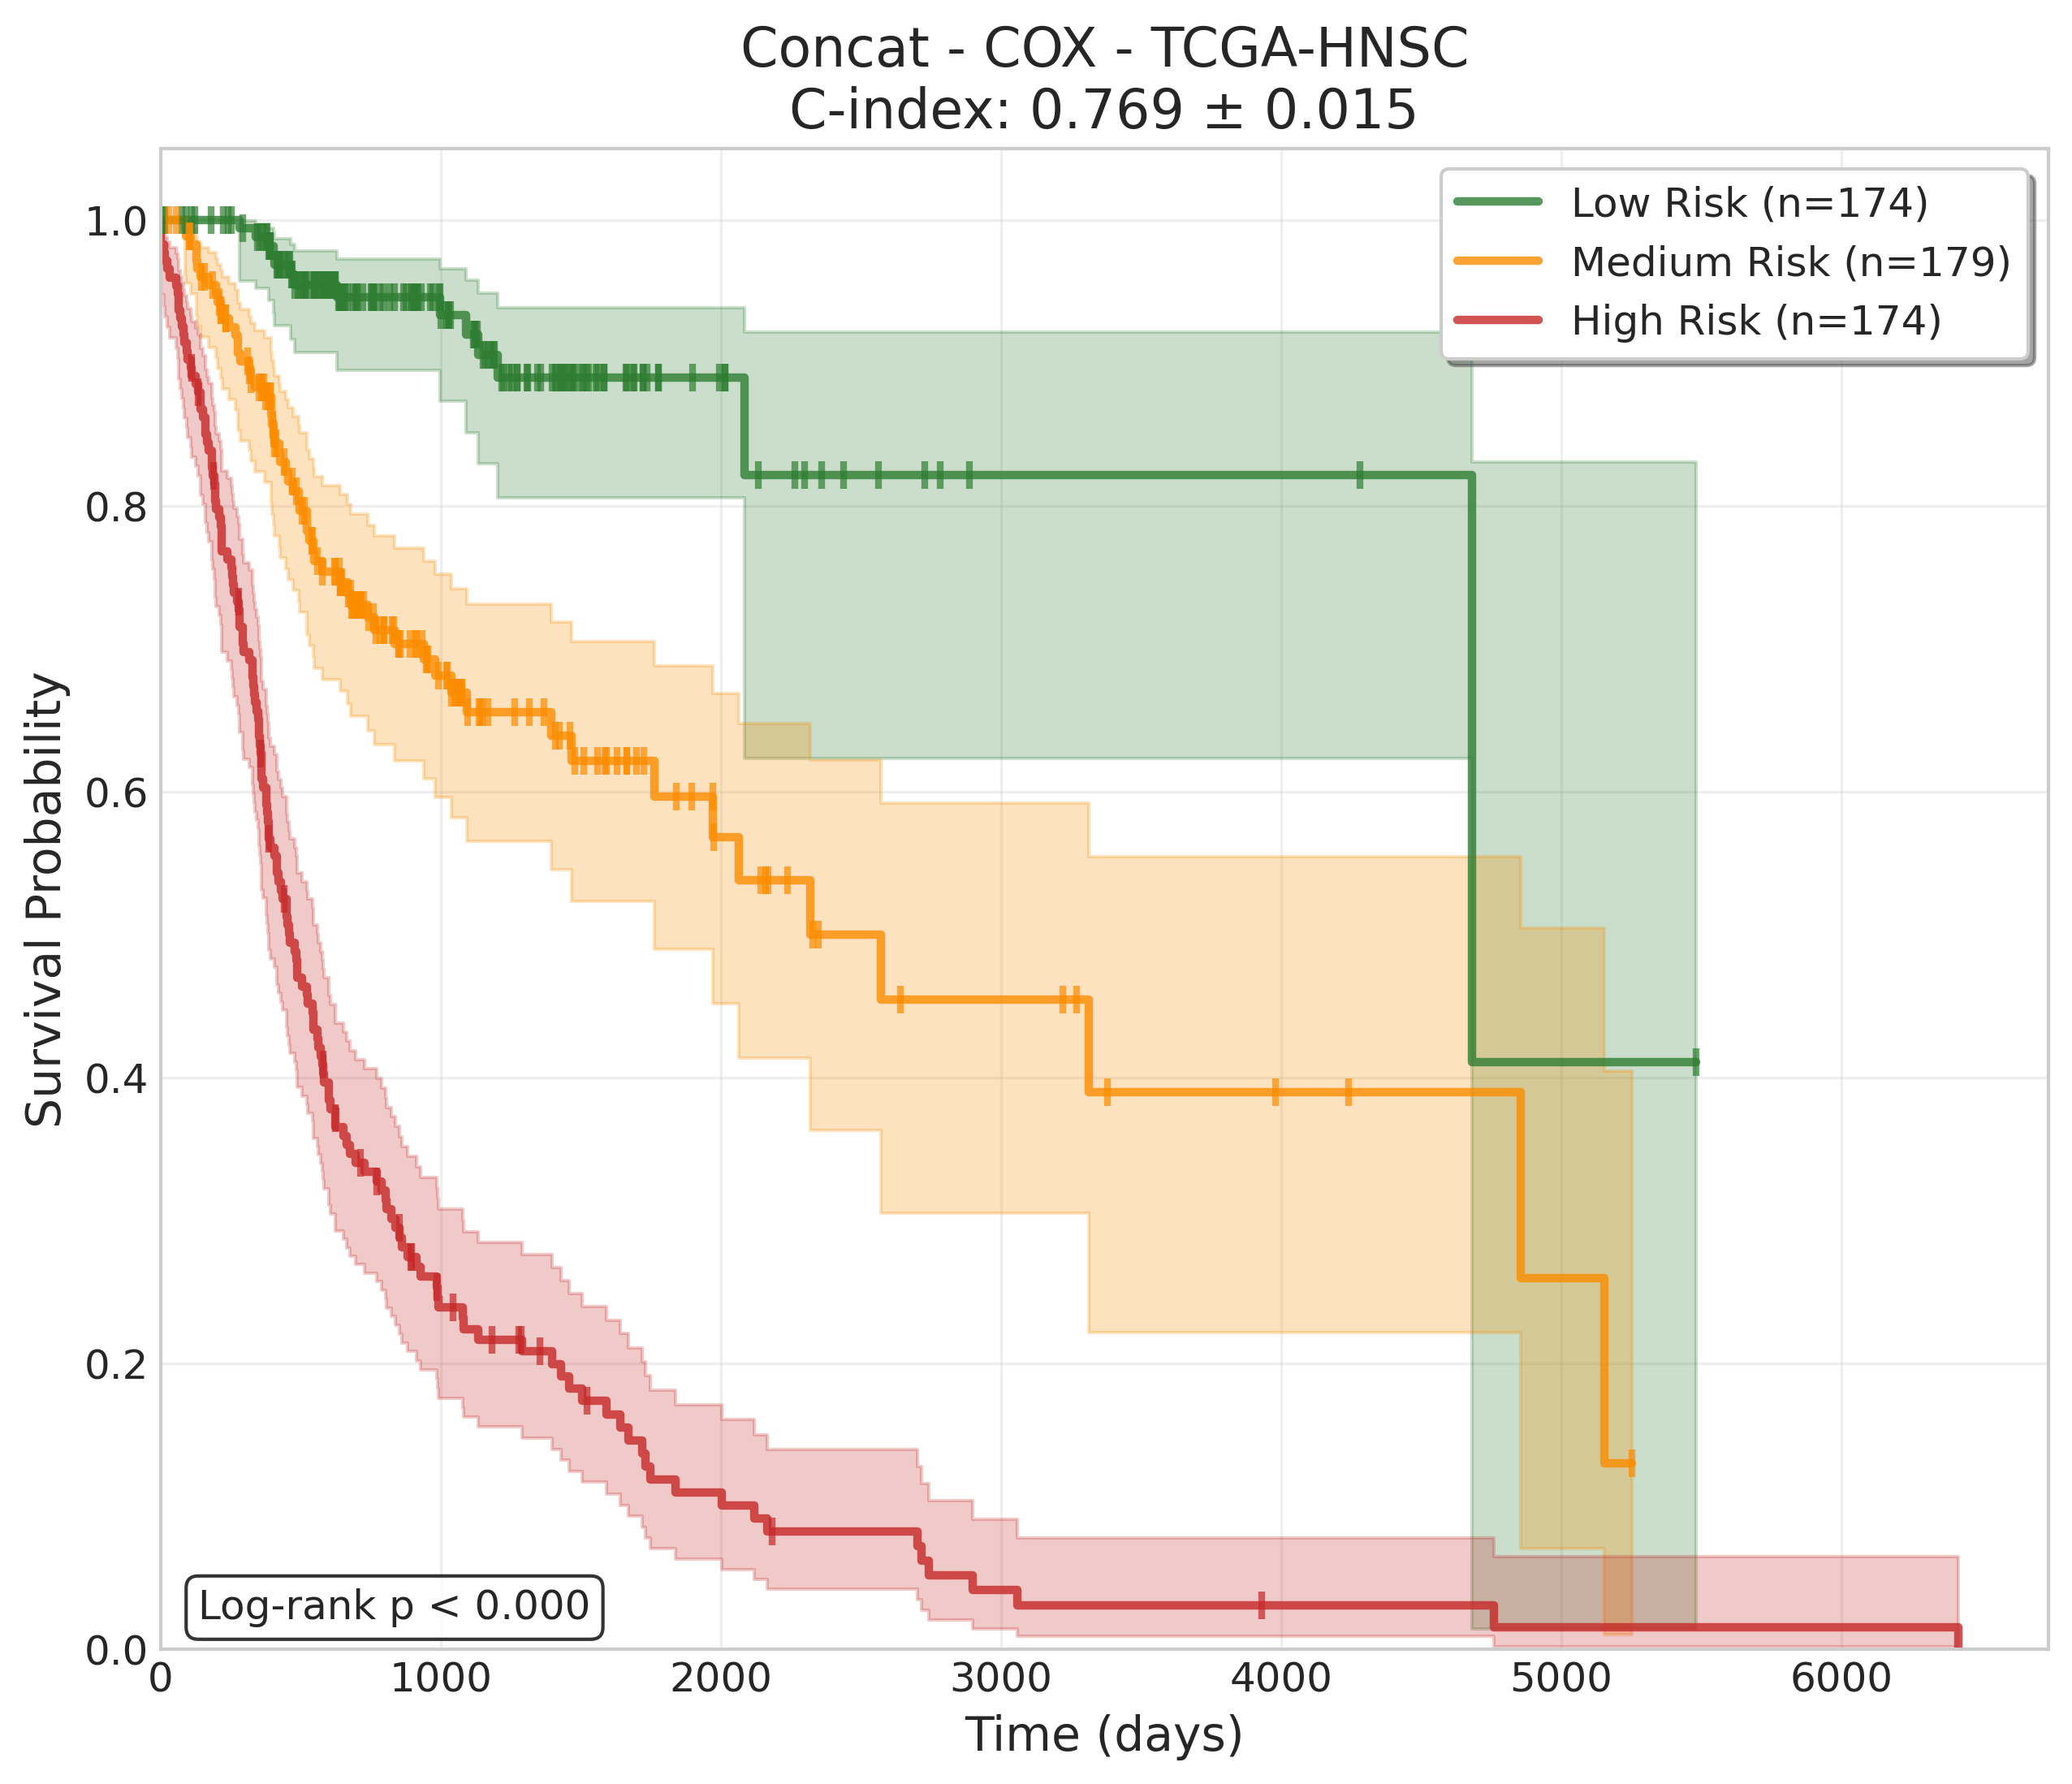 Concat - COX - TCGA-HNSC
C-index: 0.769 ± 0.015
Low Risk (n=174)
Medium Risk (n=179)
High Risk (n=174)
Survival Probability
1.0
0.8
0.6
0.4
0.2
0.0
Log-rank p < 0.000
0 1000 2000 3000 4000 5000 6000
Time (days)